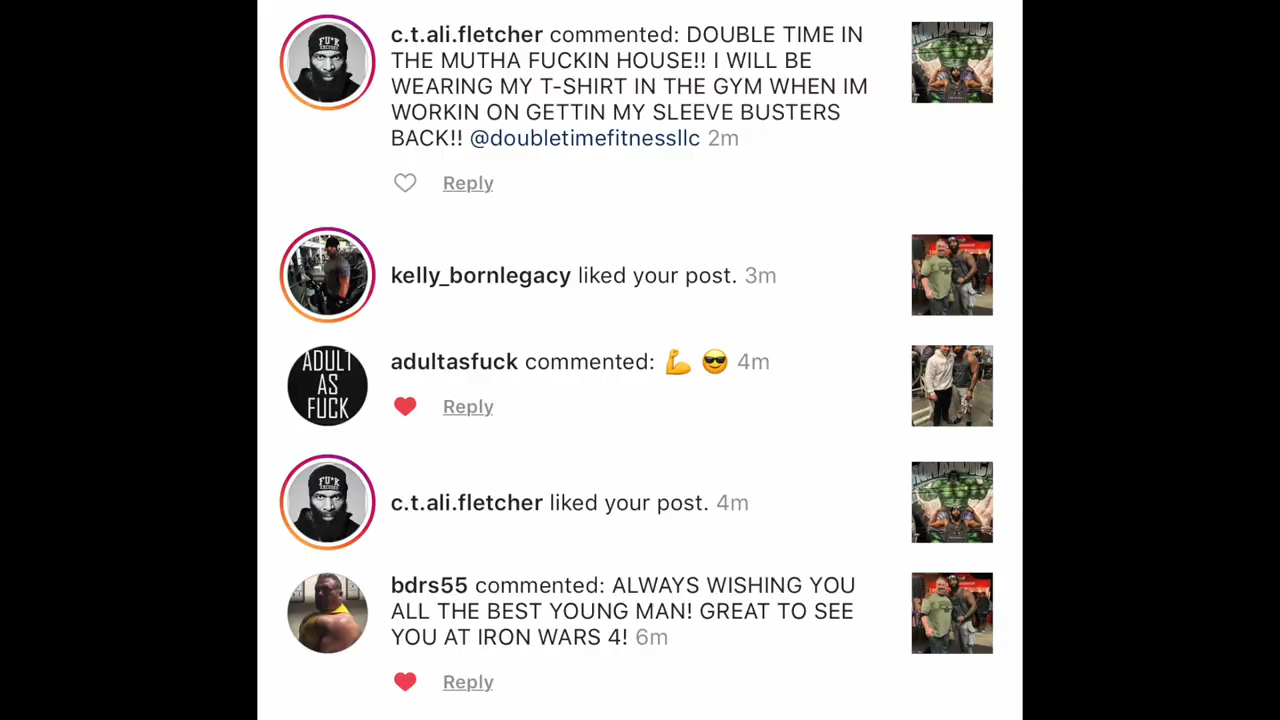 c.t.ali.fletcher commented: DOUBLE TIME IN
THE MUTHA FUCKIN HOUSE!! I WILL BE
WEARING MY T-SHIRT IN THE GYM WHEN IM
WORKIN ON GETTIN MY SLEEVE BUSTERS
BACK!! @doubletimefitnessllc 2m
Reply
kelly_bornlegacy liked your post. 3m
ADULT
AS
FUCK
adultasfuck commented: 💪 😎 4m
Reply
FU*K
c.t.ali.fletcher liked your post. 4m
bdrs55 commented: ALWAYS WISHING YOU
ALL THE BEST YOUNG MAN! GREAT TO SEE
YOU AT IRON WARS 4! 6m
Reply